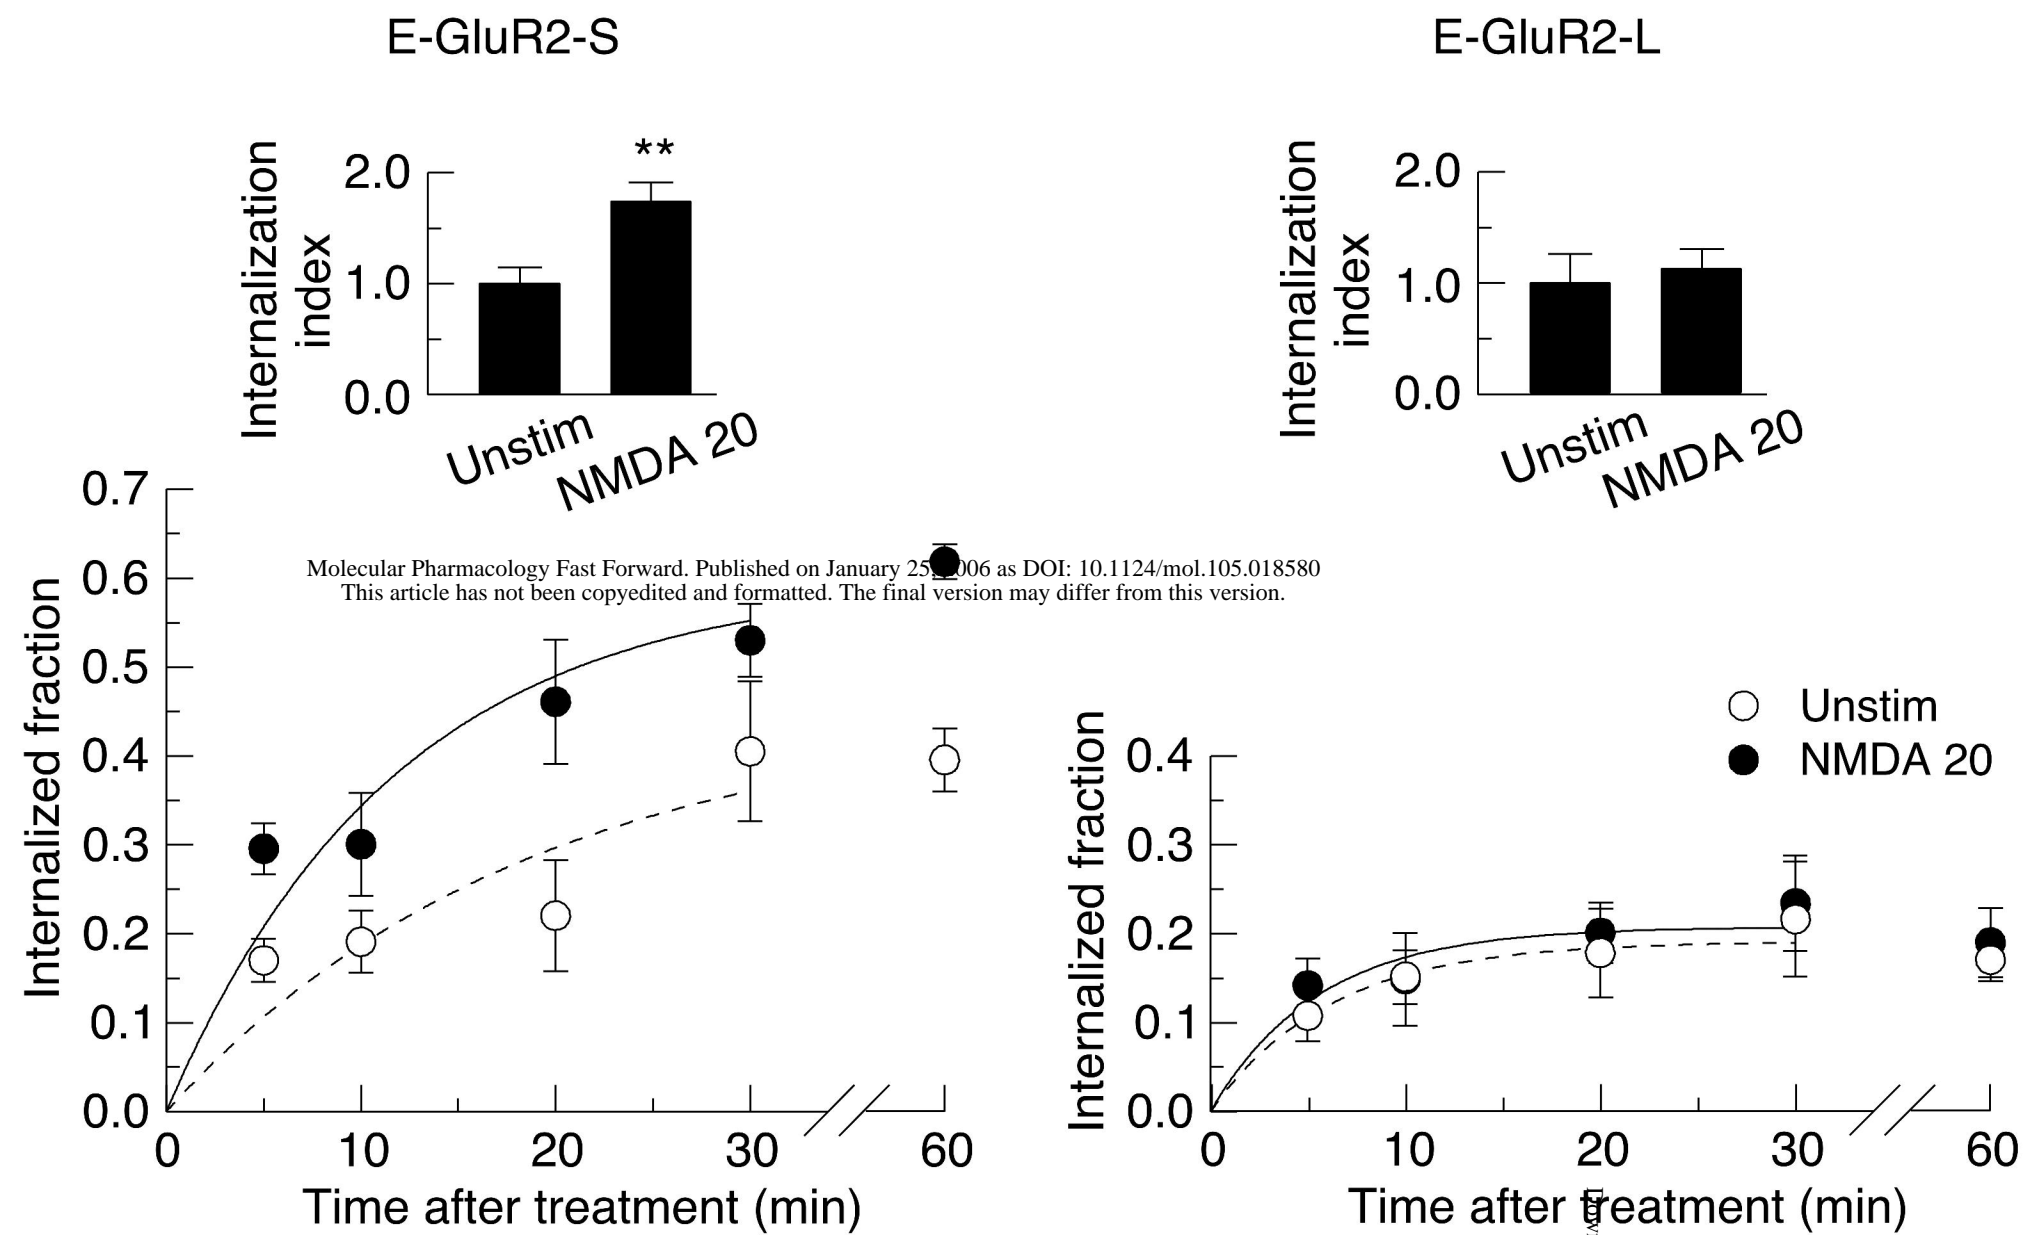 E-GluR2-S
E-GluR2-L
Internalization
index
2.0
1.0
0.0
**
Unstim
NMDA 20
Internalization
index
2.0
1.0
0.0
Unstim
NMDA 20
Molecular Pharmacology Fast Forward. Published on January 25, 2006 as DOI: 10.1124/mol.105.018580
This article has not been copyedited and formatted. The final version may differ from this version.
Internalized fraction
0.7
0.6
0.5
0.4
0.3
0.2
0.1
0.0
0
10
20
30
60
Time after treatment (min)
Unstim
NMDA 20
Internalized fraction
0.4
0.3
0.2
0.1
0.0
0
10
20
30
60
Time after treatment (min)